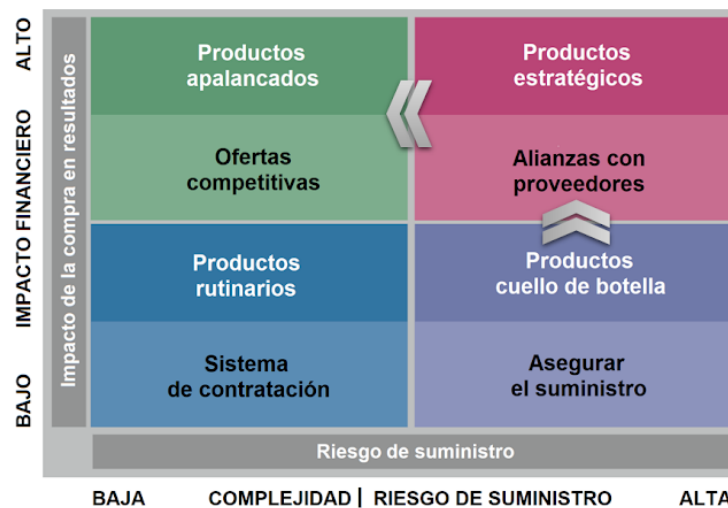 ALTO
IMPACTO FINANCIERO
BAJO
Impacto de la compra en resultados
Productos
apalancados
Ofertas
competitivas
Productos
estratégicos
Alianzas con
proveedores
Productos
rutinarios
Sistema
de contratación
Productos
cuello de botella
Asegurar
el suministro
Riesgo de suministro
BAJA COMPLEJIDAD | RIESGO DE SUMINISTRO ALTA